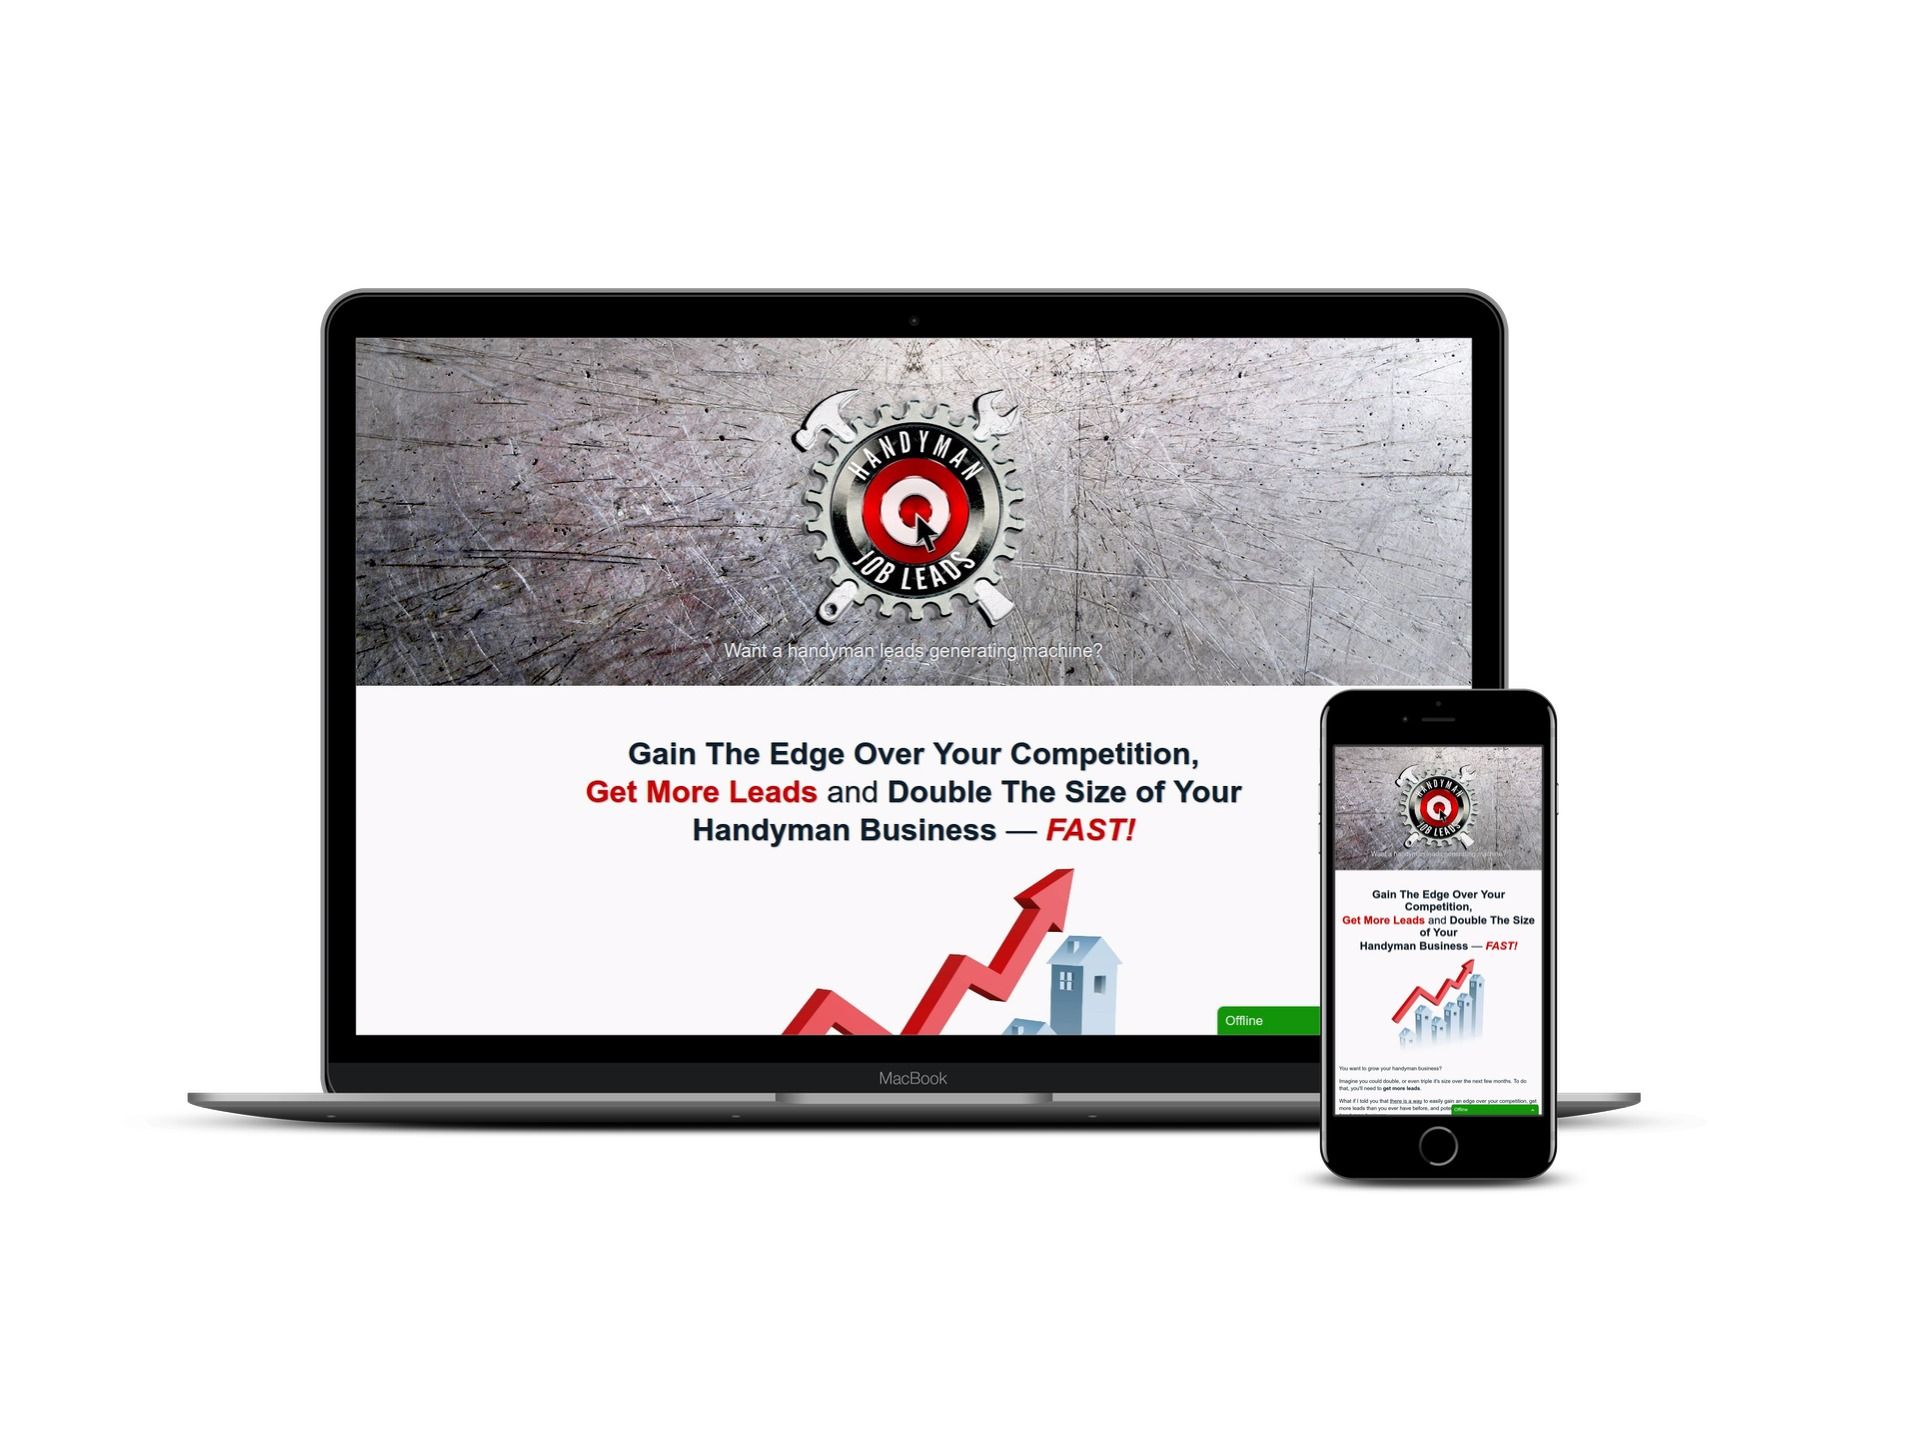 HANDYMAN
JOB LEADS
Want a handyman leads generating machine?
Gain The Edge Over Your Competition,
Get More Leads and Double The Size of Your
Handyman Business — FAST!
Offline
MacBook
HANDYMAN
JOB LEADS
Want a handyman leads generating machine?
Gain The Edge Over Your
Competition,
Get More Leads and Double The Size
of Your
Handyman Business — FAST!
You want to grow your handyman business?
Imagine you could double, or even triple it's size over the next few months. To do
that, you'll need to get more leads.
What if I told you that there is a way to easily gain an edge over your competition, get
more leads than you ever have before, and
Offline